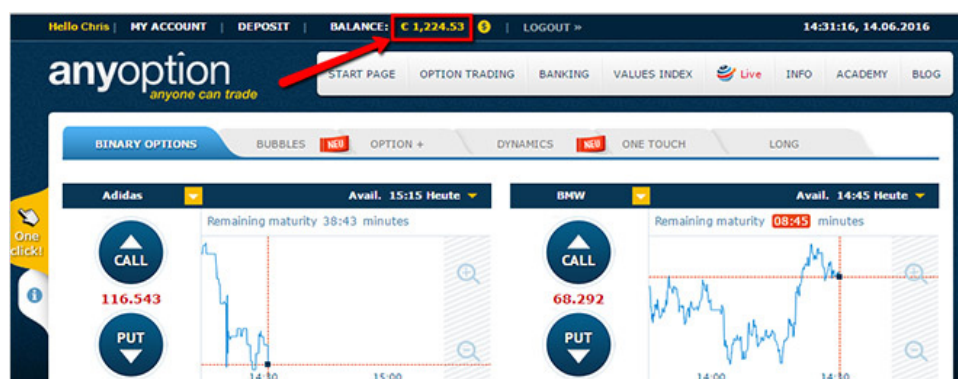 Hello Chris | MY ACCOUNT | DEPOSIT | BALANCE: € 1,224.53 $ | LOGOUT » 14:31:16, 14.06.2016
anyoption
anyone can trade
START PAGE OPTION TRADING BANKING VALUES INDEX Live INFO ACADEMY BLOG
BINARY OPTIONS BUBBLES NEU OPTION + DYNAMICS NEU ONE TOUCH LONG
Adidas Avail. 15:15 Heute
Remaining maturity 38:43 minutes
CALL
116.543
PUT
14:30 15:00
BMW Avail. 14:45 Heute
Remaining maturity 08:45 minutes
CALL
68.292
PUT
14:00 14:30
One
click!
i